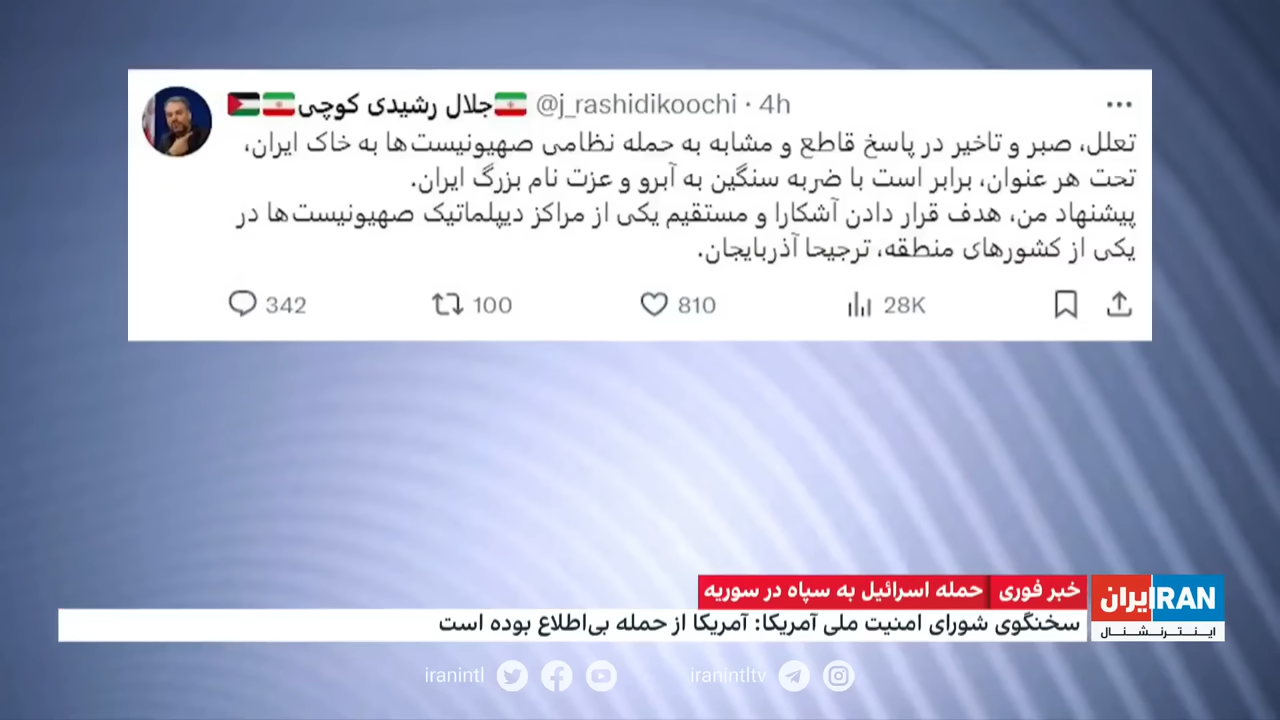 جلال رشیدی کوچی @j_rashidikoochi · 4h
تعلل، صبر و تاخیر در پاسخ قاطع و مشابه به حمله نظامی صهیونیست‌ها به خاک ایران،
تحت هر عنوان، برابر است با ضربه سنگین به آبرو و عزت نام بزرگ ایران.
پیشنهاد من، هدف قرار دادن آشکارا و مستقیم یکی از مراکز دیپلماتیک صهیونیست‌ها در
یکی از کشورهای منطقه، ترجیحا آذربایجان.
342 100 810 28K
خبر فوری حمله اسرائیل به سپاه در سوریه
سخنگوی شورای امنیت ملی آمریکا: آمریکا از حمله بی‌اطلاع بوده است
ایران IRAN
اینترنشنال
iranintl iranintltv